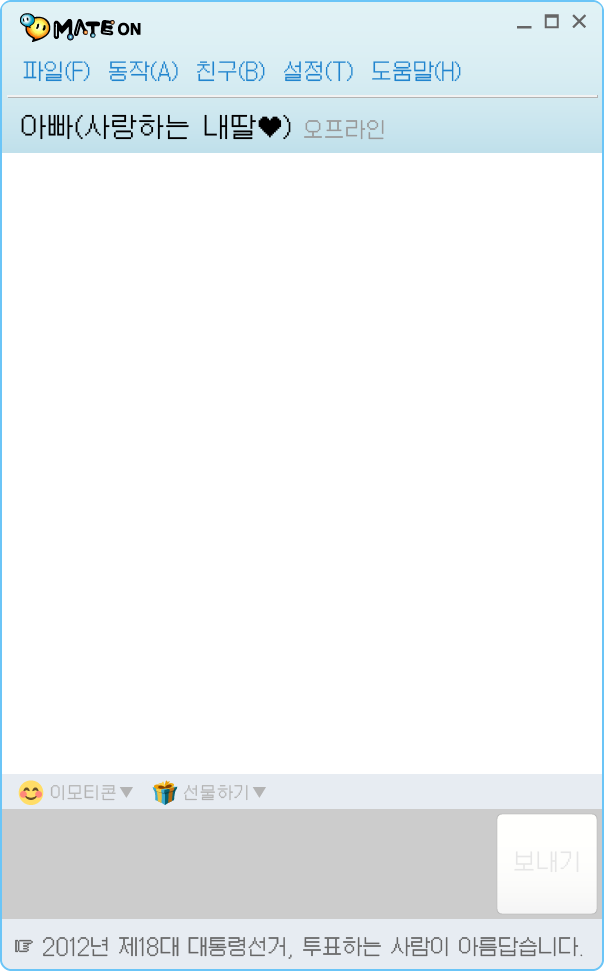 MATE ON
파일(F) 동작(A) 친구(B) 설정(T) 도움말(H)
아빠(사랑하는 내딸♥) 오프라인
이모티콘▼ 선물하기▼
보내기
☞ 2012년 제18대 대통령선거, 투표하는 사람이 아름답습니다.